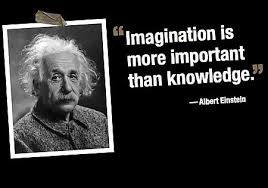 “Imagination is
more important
than knowledge.”
— Albert Einstein